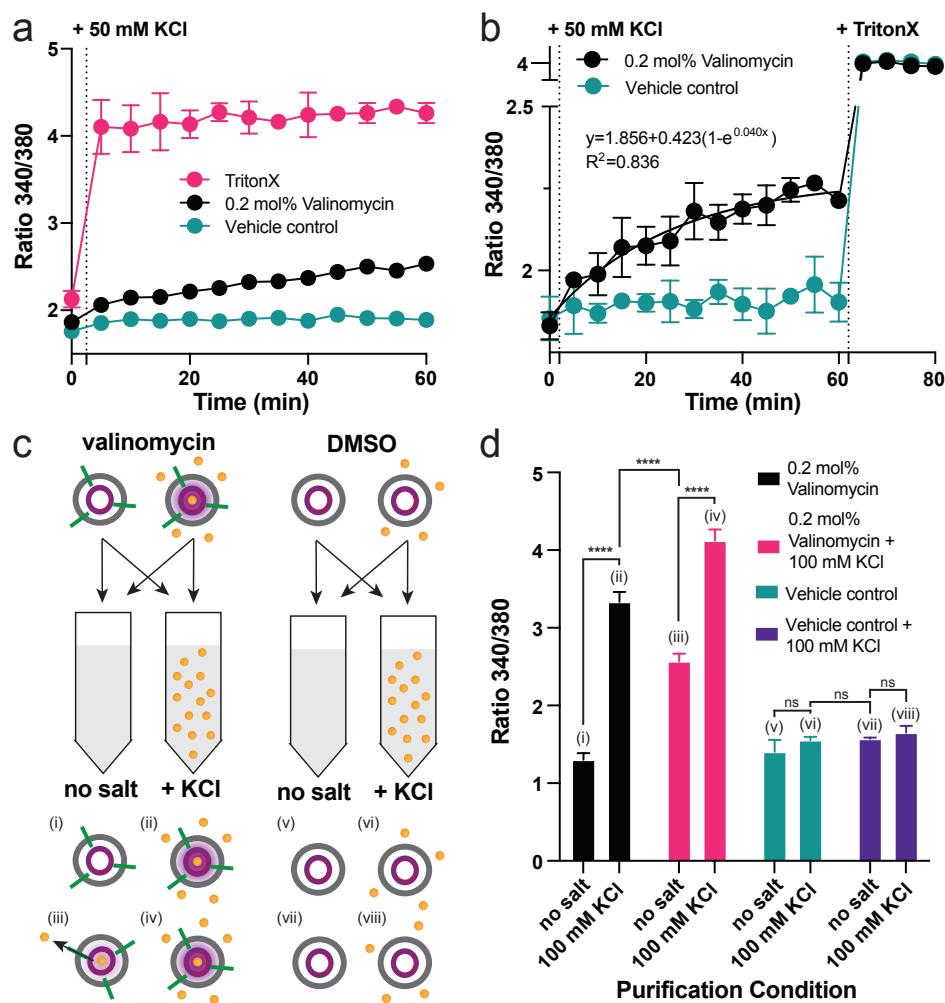 a
+ 50 mM KCl
Ratio 340/380
5
4
3
2
TritonX
0.2 mol% Valinomycin
Vehicle control
0
20
40
60
Time (min)
b
+ 50 mM KCl
+ TritonX
0.2 mol% Valinomycin
Vehicle control
y=1.856+0.423(1-e^0.040x)
R²=0.836
Ratio 340/380
4
2.5
2
0
20
40
60
80
Time (min)
c
valinomycin
DMSO
no salt
+ KCl
no salt
+ KCl
(i)
(ii)
(v)
(vi)
(iii)
(iv)
(vii)
(viii)
d
Ratio 340/380
5
4
3
2
1
0
****
****
****
ns
ns
ns
(i)
(ii)
(iii)
(iv)
(v)
(vi)
(vii)
(viii)
0.2 mol%
Valinomycin
0.2 mol%
Valinomycin +
100 mM KCl
Vehicle control
Vehicle control +
100 mM KCl
no salt
100 mM KCl
no salt
100 mM KCl
no salt
100 mM KCl
no salt
100 mM KCl
Purification Condition